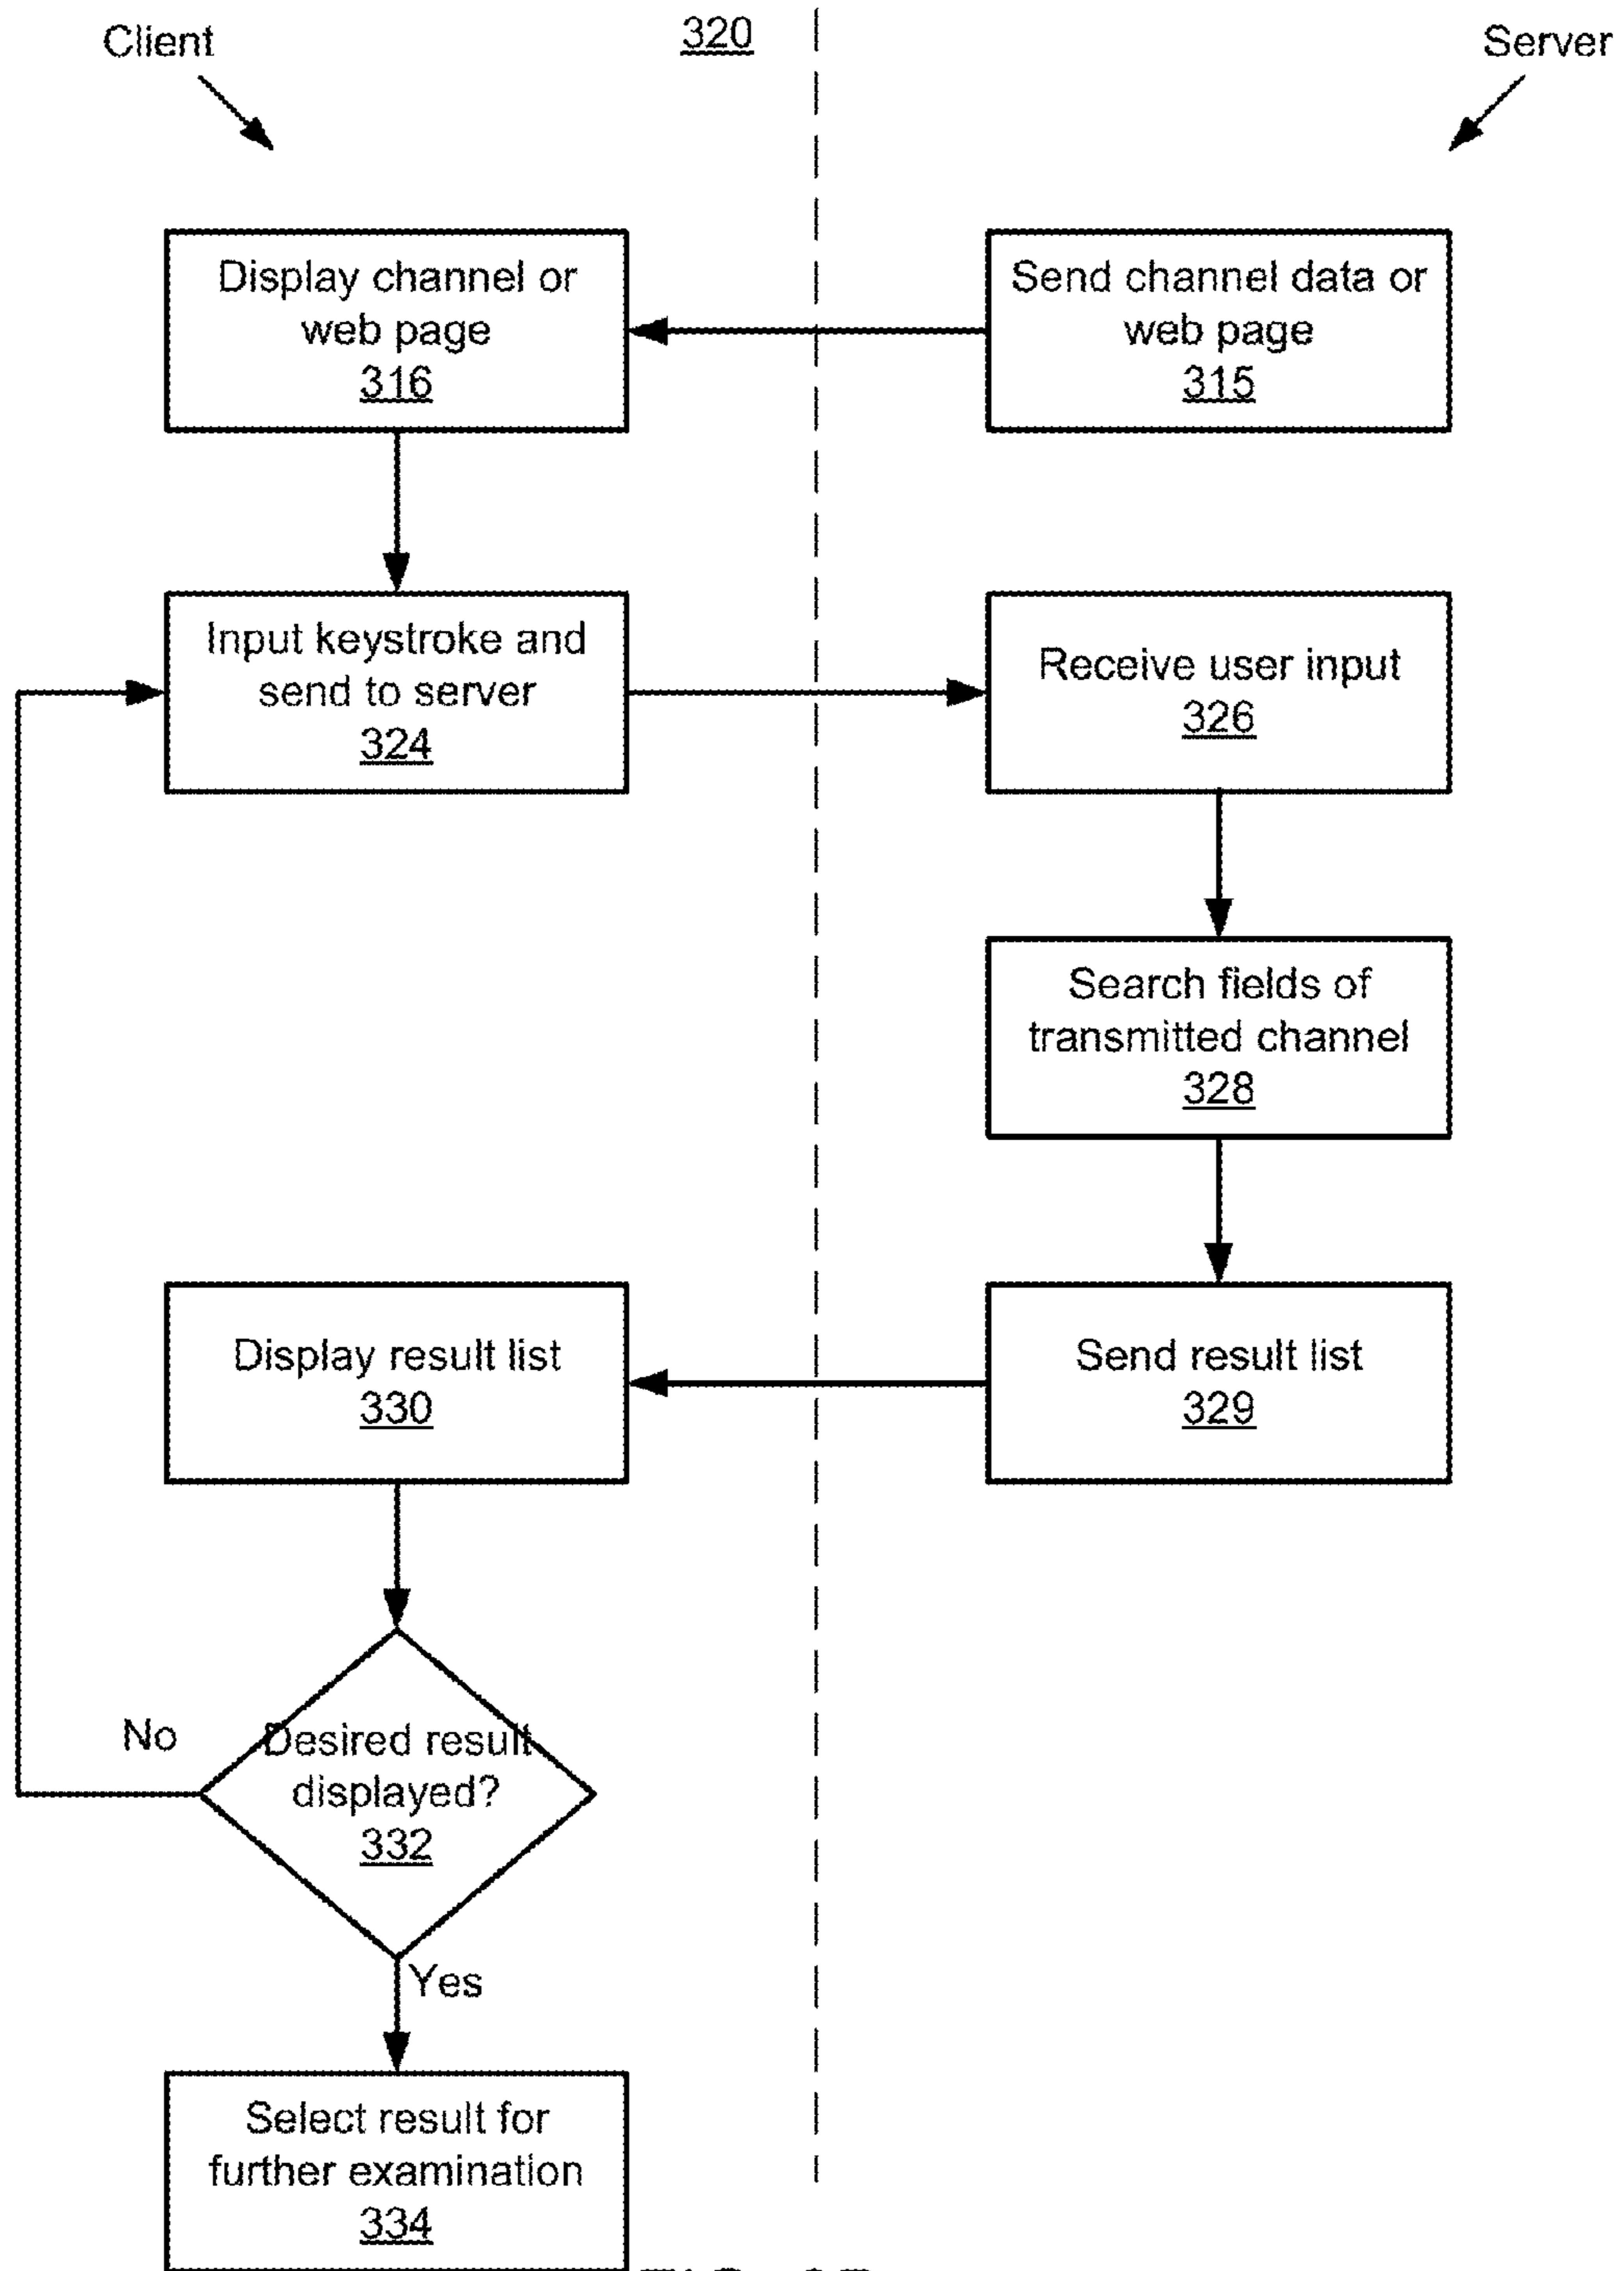 Client
320
Server
Display channel or
web page
316
Send channel data or
web page
315
Input keystroke and
send to server
324
Receive user input
326
Search fields of
transmitted channel
328
Display result list
330
Send result list
329
No
Desired result
displayed?
332
Yes
Select result for
further examination
334